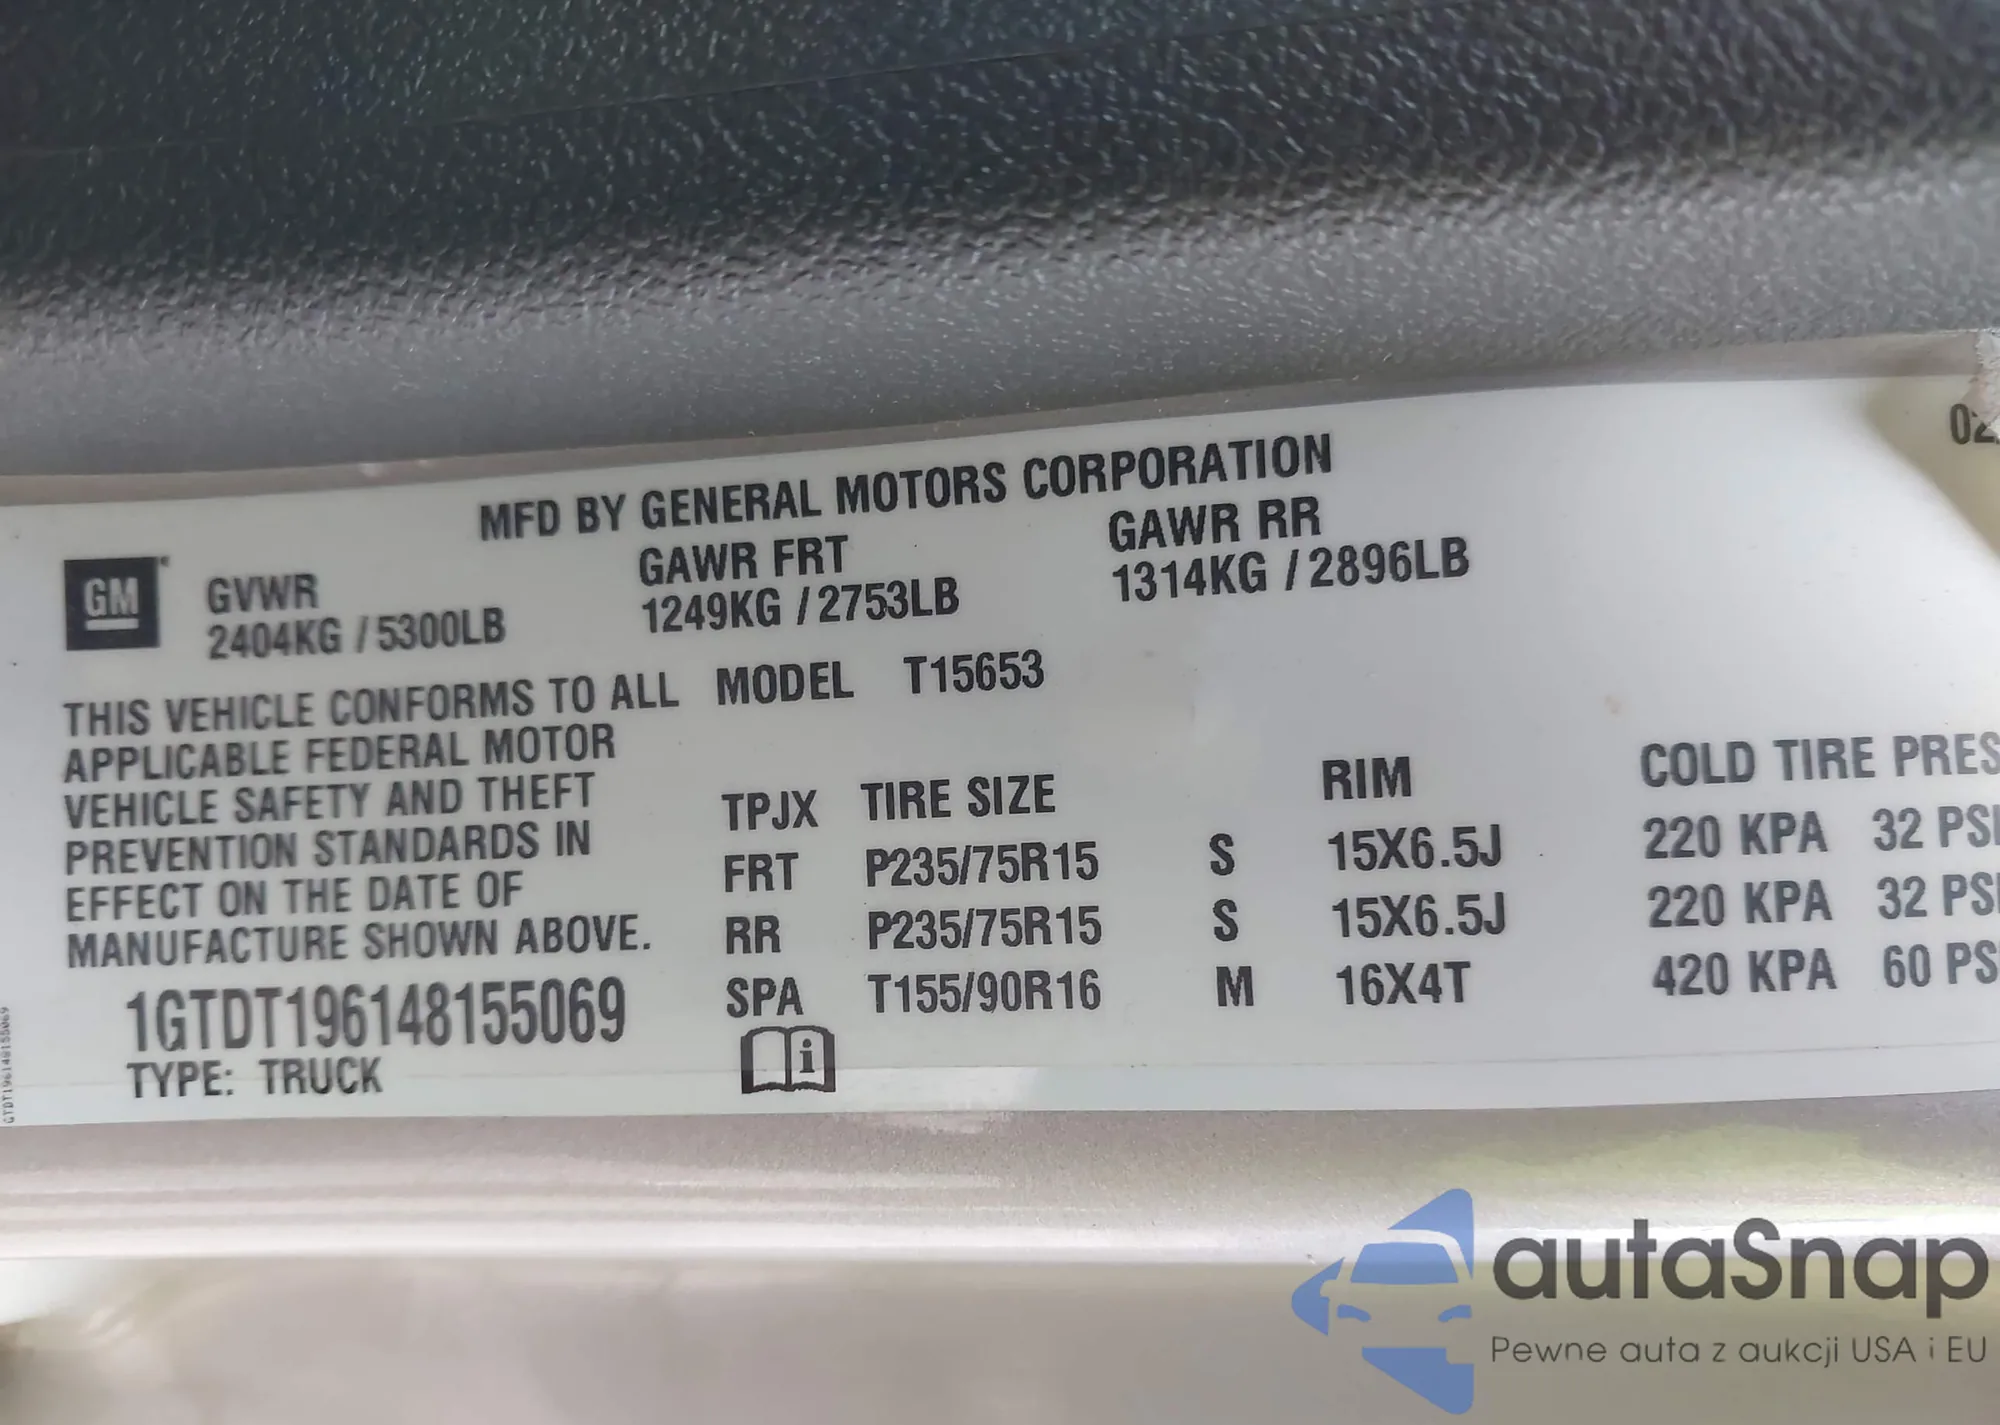 02
MFD BY GENERAL MOTORS CORPORATION
GM
GVWR GAWR FRT GAWR RR
2404KG / 5300LB 1249KG / 2753LB 1314KG / 2896LB
THIS VEHICLE CONFORMS TO ALL
APPLICABLE FEDERAL MOTOR
VEHICLE SAFETY AND THEFT
PREVENTION STANDARDS IN
EFFECT ON THE DATE OF
MANUFACTURE SHOWN ABOVE.
1GTDT196148155069
TYPE: TRUCK
MODEL T15653
TPJX TIRE SIZE RIM COLD TIRE PRES
FRT P235/75R15 S 15X6.5J 220 KPA 32 PSI
RR P235/75R15 S 15X6.5J 220 KPA 32 PSI
SPA T155/90R16 M 16X4T 420 KPA 60 PS
i
GTDT196148155069
autaSnap
Pewne auta z aukcji USA i EU